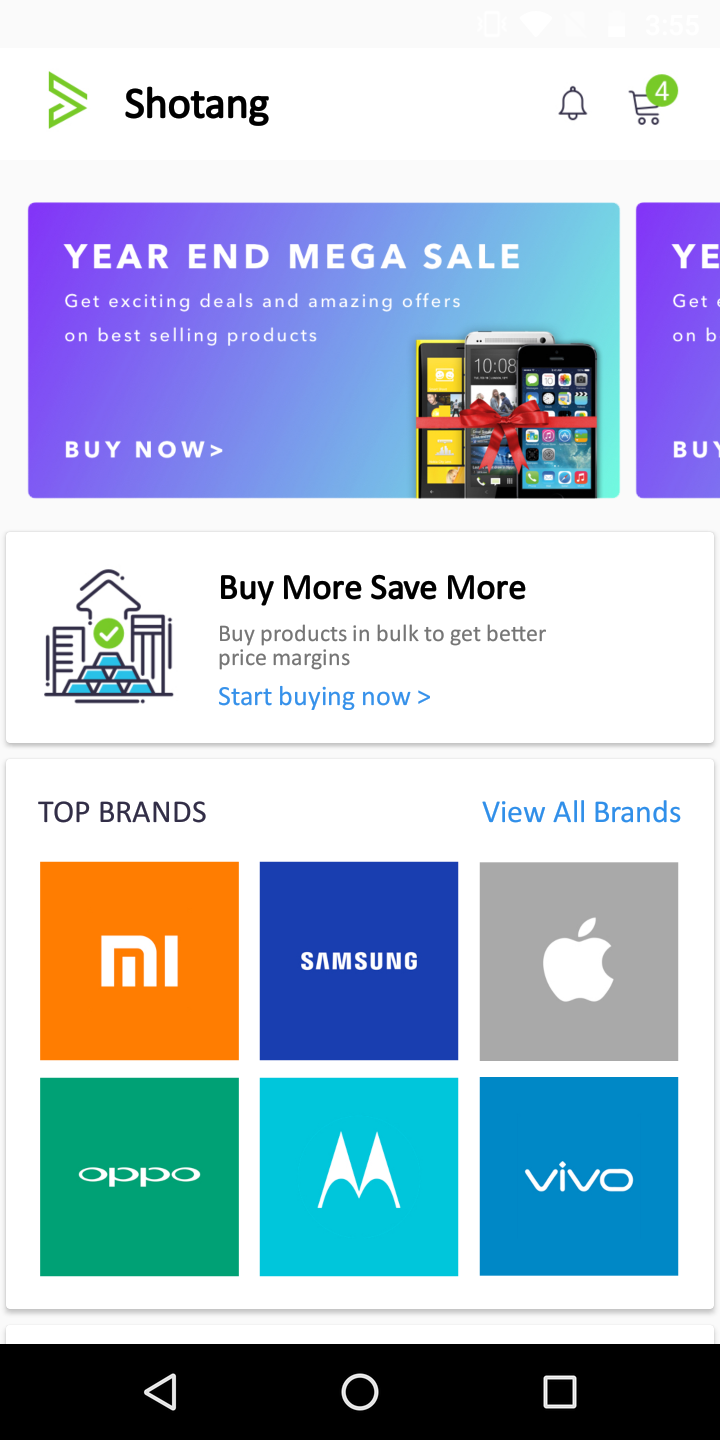 3:55
Shotang
4
YEAR END MEGA SALE
Get exciting deals and amazing offers
on best selling products
10:08
BUY NOW>
YE
Get
on b
BUY
Buy More Save More
Buy products in bulk to get better
price margins
Start buying now >
TOP BRANDS
View All Brands
mi
SAMSUNG
oppo
vivo